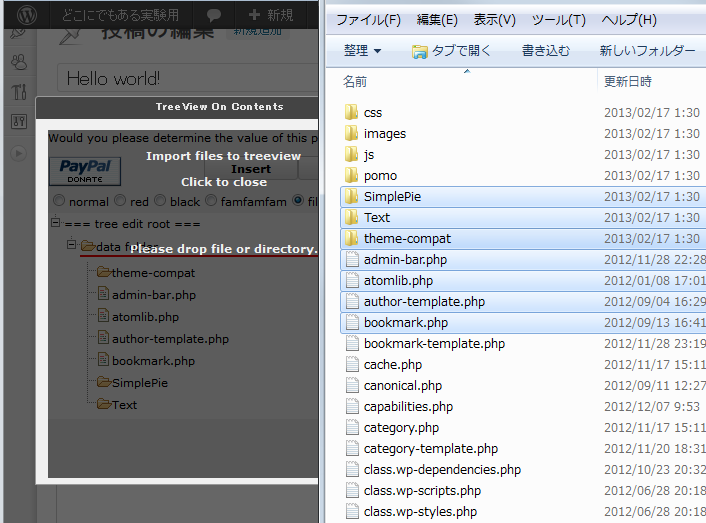 どこにでもある実験用
新規
投稿の編集 新規追加
Hello world!
TreeView On Contents
Would you please determine the value of this p
PayPal
DONATE
Import files to treeview
Insert
Click to close
normal red black famfamfam fil
=== tree edit root ===
data folder
Please drop file or directory.
theme-compat
admin-bar.php
atomlib.php
author-template.php
bookmark.php
SimplePie
Text
ファイル(F) 編集(E) 表示(V) ツール(T) ヘルプ(H)
整理 タブで開く 書き込む 新しいフォルダー
名前 更新日時
css 2013/02/17 1:30
images 2013/02/17 1:30
js 2013/02/17 1:30
pomo 2013/02/17 1:30
SimplePie 2013/02/17 1:30
Text 2013/02/17 1:30
theme-compat 2013/02/17 1:30
admin-bar.php 2012/11/28 22:28
atomlib.php 2012/01/08 17:01
author-template.php 2012/09/04 16:29
bookmark.php 2012/09/13 16:41
bookmark-template.php 2012/11/28 23:19
cache.php 2012/11/17 15:11
canonical.php 2012/09/11 12:27
capabilities.php 2012/12/07 9:53
category.php 2012/11/17 15:11
category-template.php 2012/11/20 18:31
class.wp-dependencies.php 2012/10/23 20:32
class.wp-scripts.php 2012/06/28 20:18
class.wp-styles.php 2012/06/28 20:18